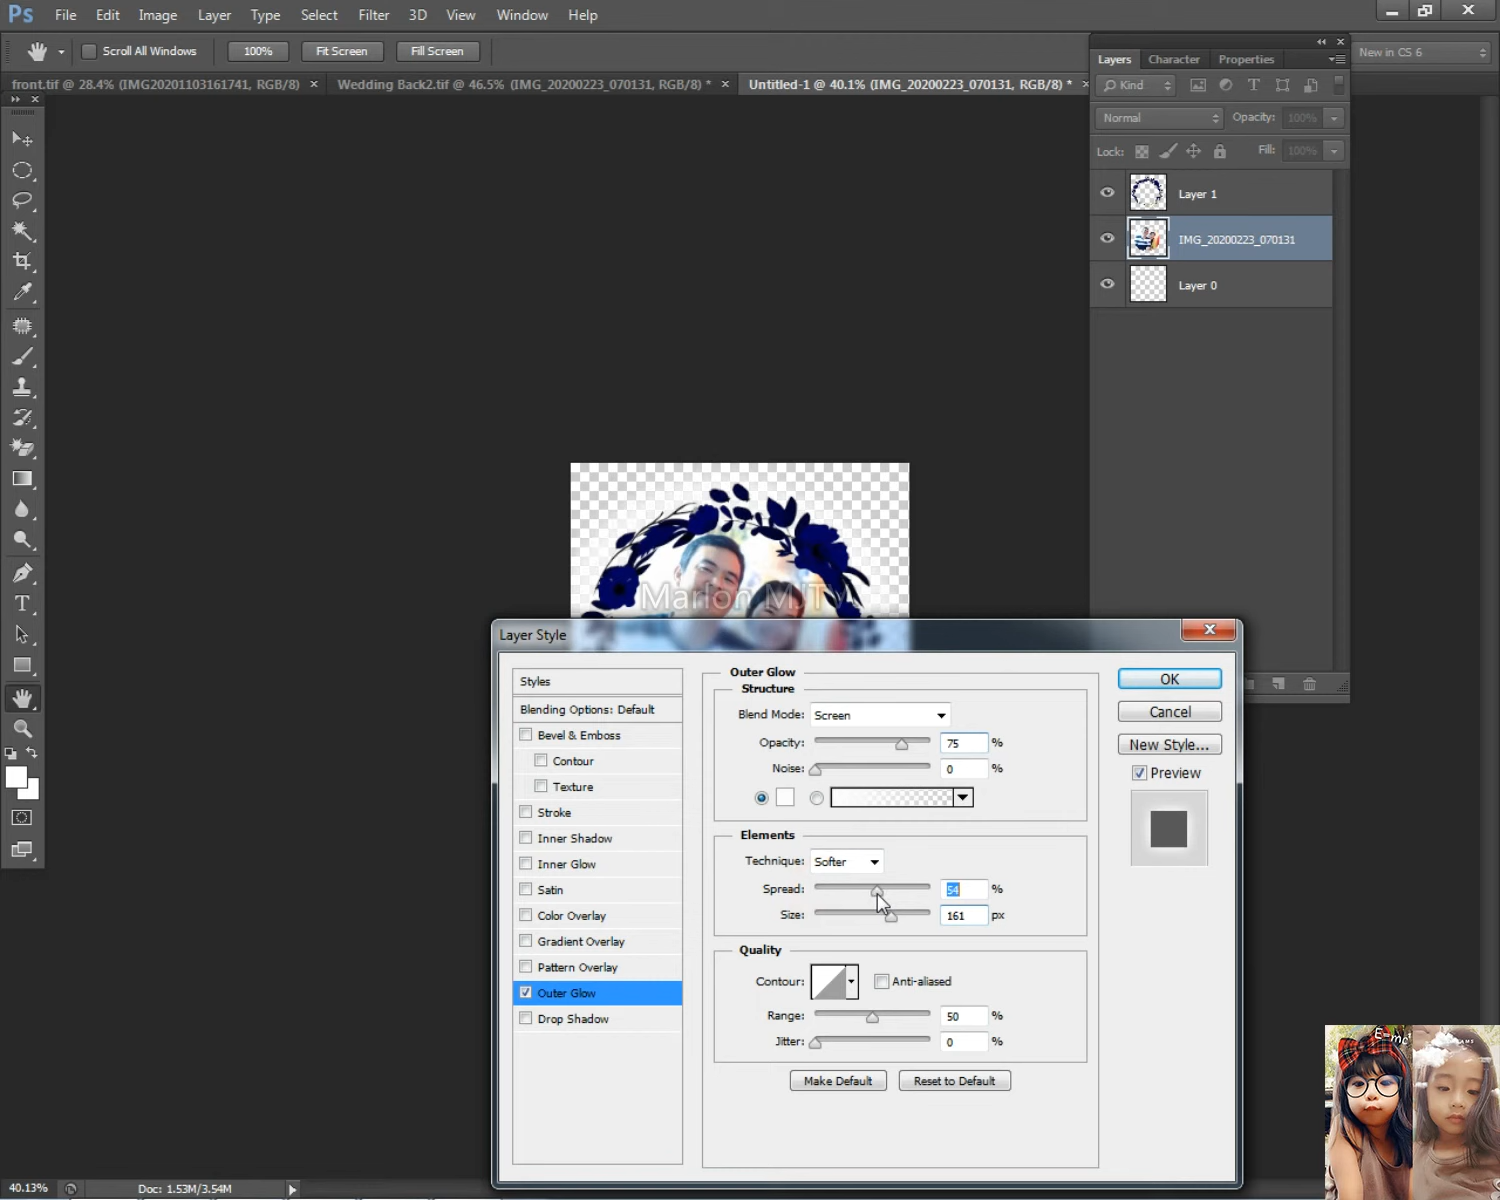 Ps File Edit Image Layer Type Select Filter 3D View Window Help
Scroll All Windows 100% Fit Screen Fill Screen
New in CS 6
front.tif @ 28.4% (IMG20201103161741, RGB/8) × Wedding Back2.tif @ 46.5% (IMG_20200223_070131, RGB/8) * × Untitled-1 @ 40.1% (IMG_20200223_070131, RGB/8) * ×
Layers Character Properties
Kind
Normal Opacity: 100%
Lock: Fill: 100%
Layer 1
IMG_20200223_070131
Layer 0
Marlon MJTv
Layer Style
Styles
Blending Options: Default
Bevel & Emboss
Contour
Texture
Stroke
Inner Shadow
Inner Glow
Satin
Color Overlay
Gradient Overlay
Pattern Overlay
Outer Glow
Drop Shadow
Outer Glow
Structure
Blend Mode: Screen
Opacity: 75 %
Noise: 0 %
Elements
Technique: Softer
Spread: 54 %
Size: 161 px
Quality
Contour: Anti-aliased
Range: 50 %
Jitter: 0 %
Make Default Reset to Default
OK
Cancel
New Style...
Preview
E=mc²
40.13% Doc: 1.53M/3.54M